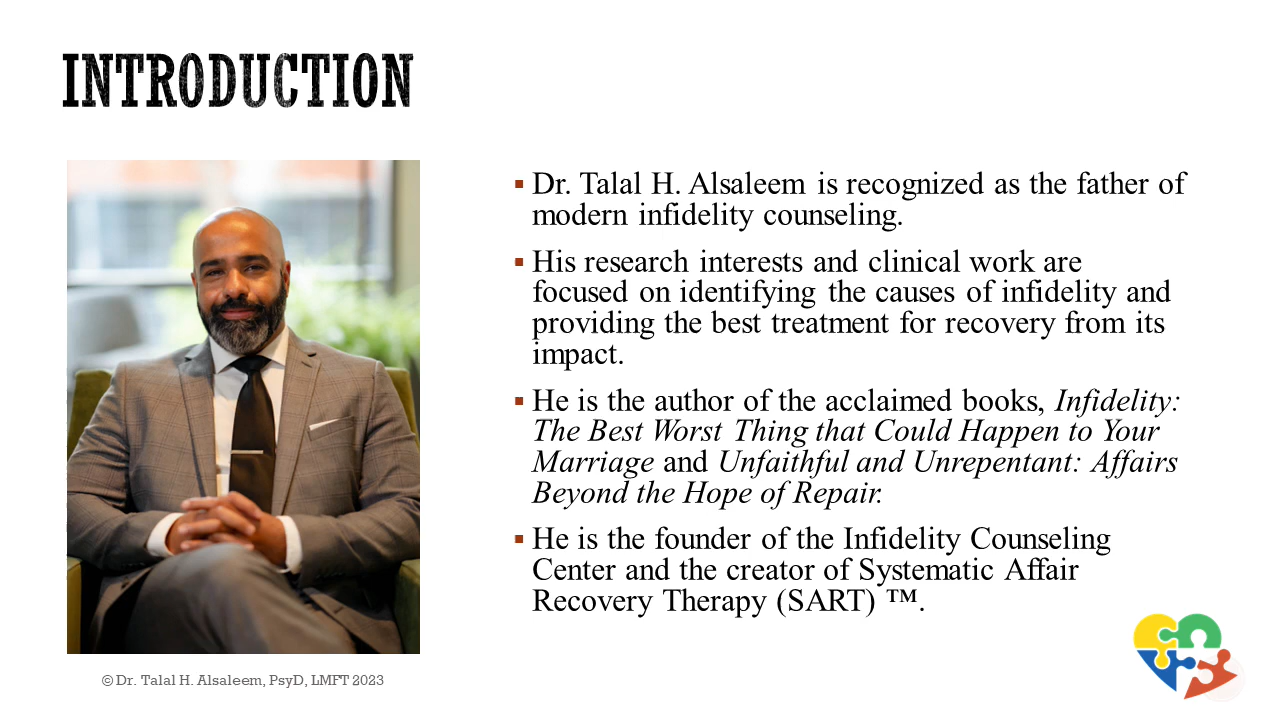 INTRODUCTION
▪ Dr. Talal H. Alsaleem is recognized as the father of
modern infidelity counseling.
▪ His research interests and clinical work are
focused on identifying the causes of infidelity and
providing the best treatment for recovery from its
impact.
▪ He is the author of the acclaimed books, Infidelity:
The Best Worst Thing that Could Happen to Your
Marriage and Unfaithful and Unrepentant: Affairs
Beyond the Hope of Repair.
▪ He is the founder of the Infidelity Counseling
Center and the creator of Systematic Affair
Recovery Therapy (SART) ™.
© Dr. Talal H. Alsaleem, PsyD, LMFT 2023